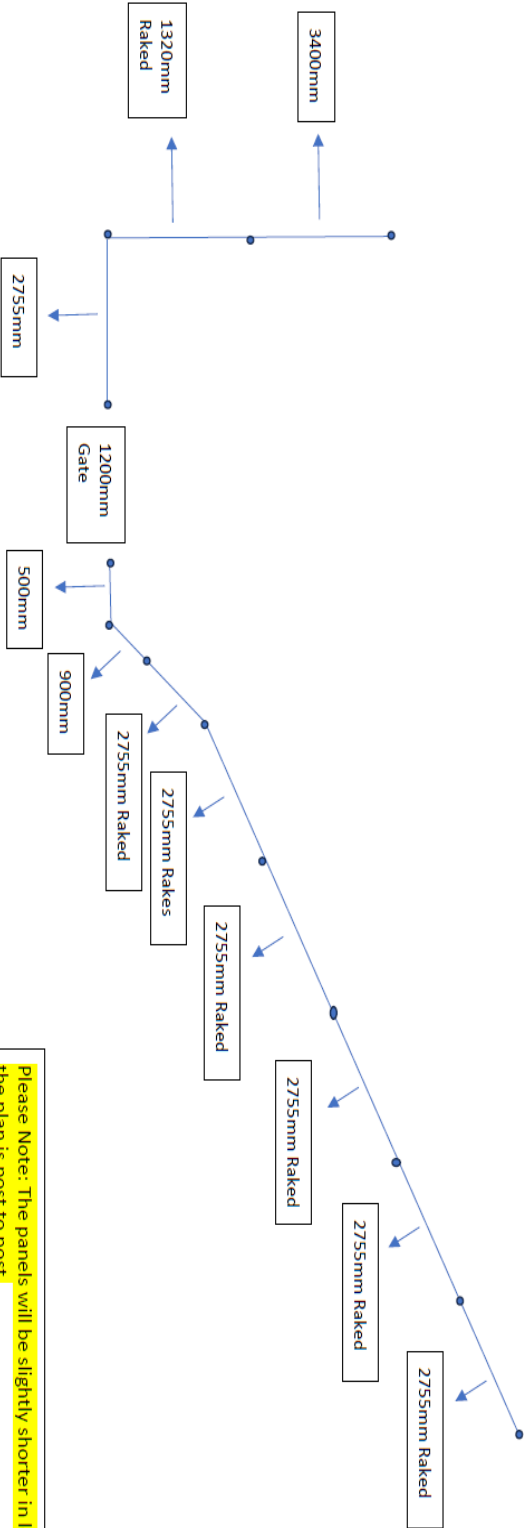 3400mm
1320mm
Raked
2755mm
1200mm
Gate
500mm
900mm
2755mm Raked
2755mm Rakes
2755mm Raked
2755mm Raked
2755mm Raked
2755mm Raked
Please Note: The panels will be slightly shorter in
the plan is post to post